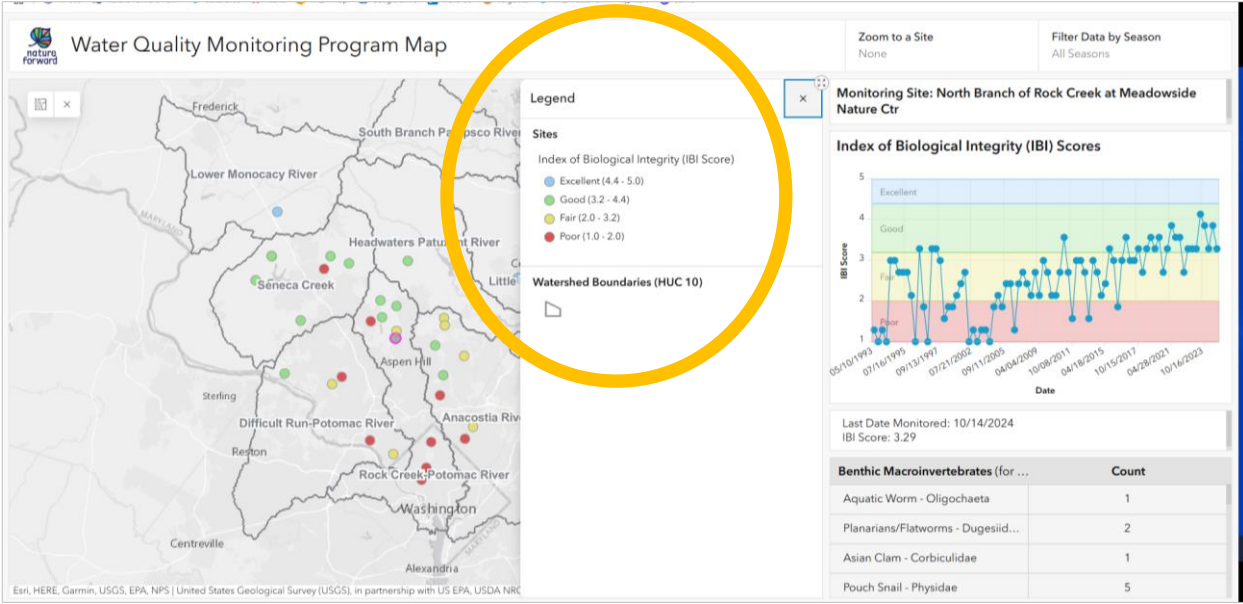 nature
forward
Water Quality Monitoring Program Map
Zoom to a Site
None
Filter Data by Season
All Seasons
Frederick
South Branch Patapsco River
Lower Monocacy River
MARYLAND
Headwaters Patuxent River
Seneca Creek
Little
Aspen Hill
Sterling
Difficult Run-Potomac River
Anacostia Riv
Reston
Rock Creek-Potomac River
Washington
MARYLAND
Centreville
Alexandria
Esri, HERE, Garmin, USGS, EPA, NPS | United States Geological Survey (USGS), in partnership with US EPA, USDA NRC
Legend
Sites
Index of Biological Integrity (IBI Score)
Excellent (4.4 - 5.0)
Good (3.2 - 4.4)
Fair (2.0 - 3.2)
Poor (1.0 - 2.0)
Watershed Boundaries (HUC 10)
Monitoring Site: North Branch of Rock Creek at Meadowside
Nature Ctr
Index of Biological Integrity (IBI) Scores
IBI Score
5
4
3
2
1
Excellent
Good
Fair
Poor
05/10/1993
07/16/1995
09/13/1997
07/21/2002
09/11/2005
04/04/2009
10/08/2011
04/18/2015
10/15/2017
04/28/2021
10/16/2023
Date
Last Date Monitored: 10/14/2024
IBI Score: 3.29
Benthic Macroinvertebrates (for ... Count
Aquatic Worm - Oligochaeta 1
Planarians/Flatworms - Dugesiid... 2
Asian Clam - Corbiculidae 1
Pouch Snail - Physidae 5